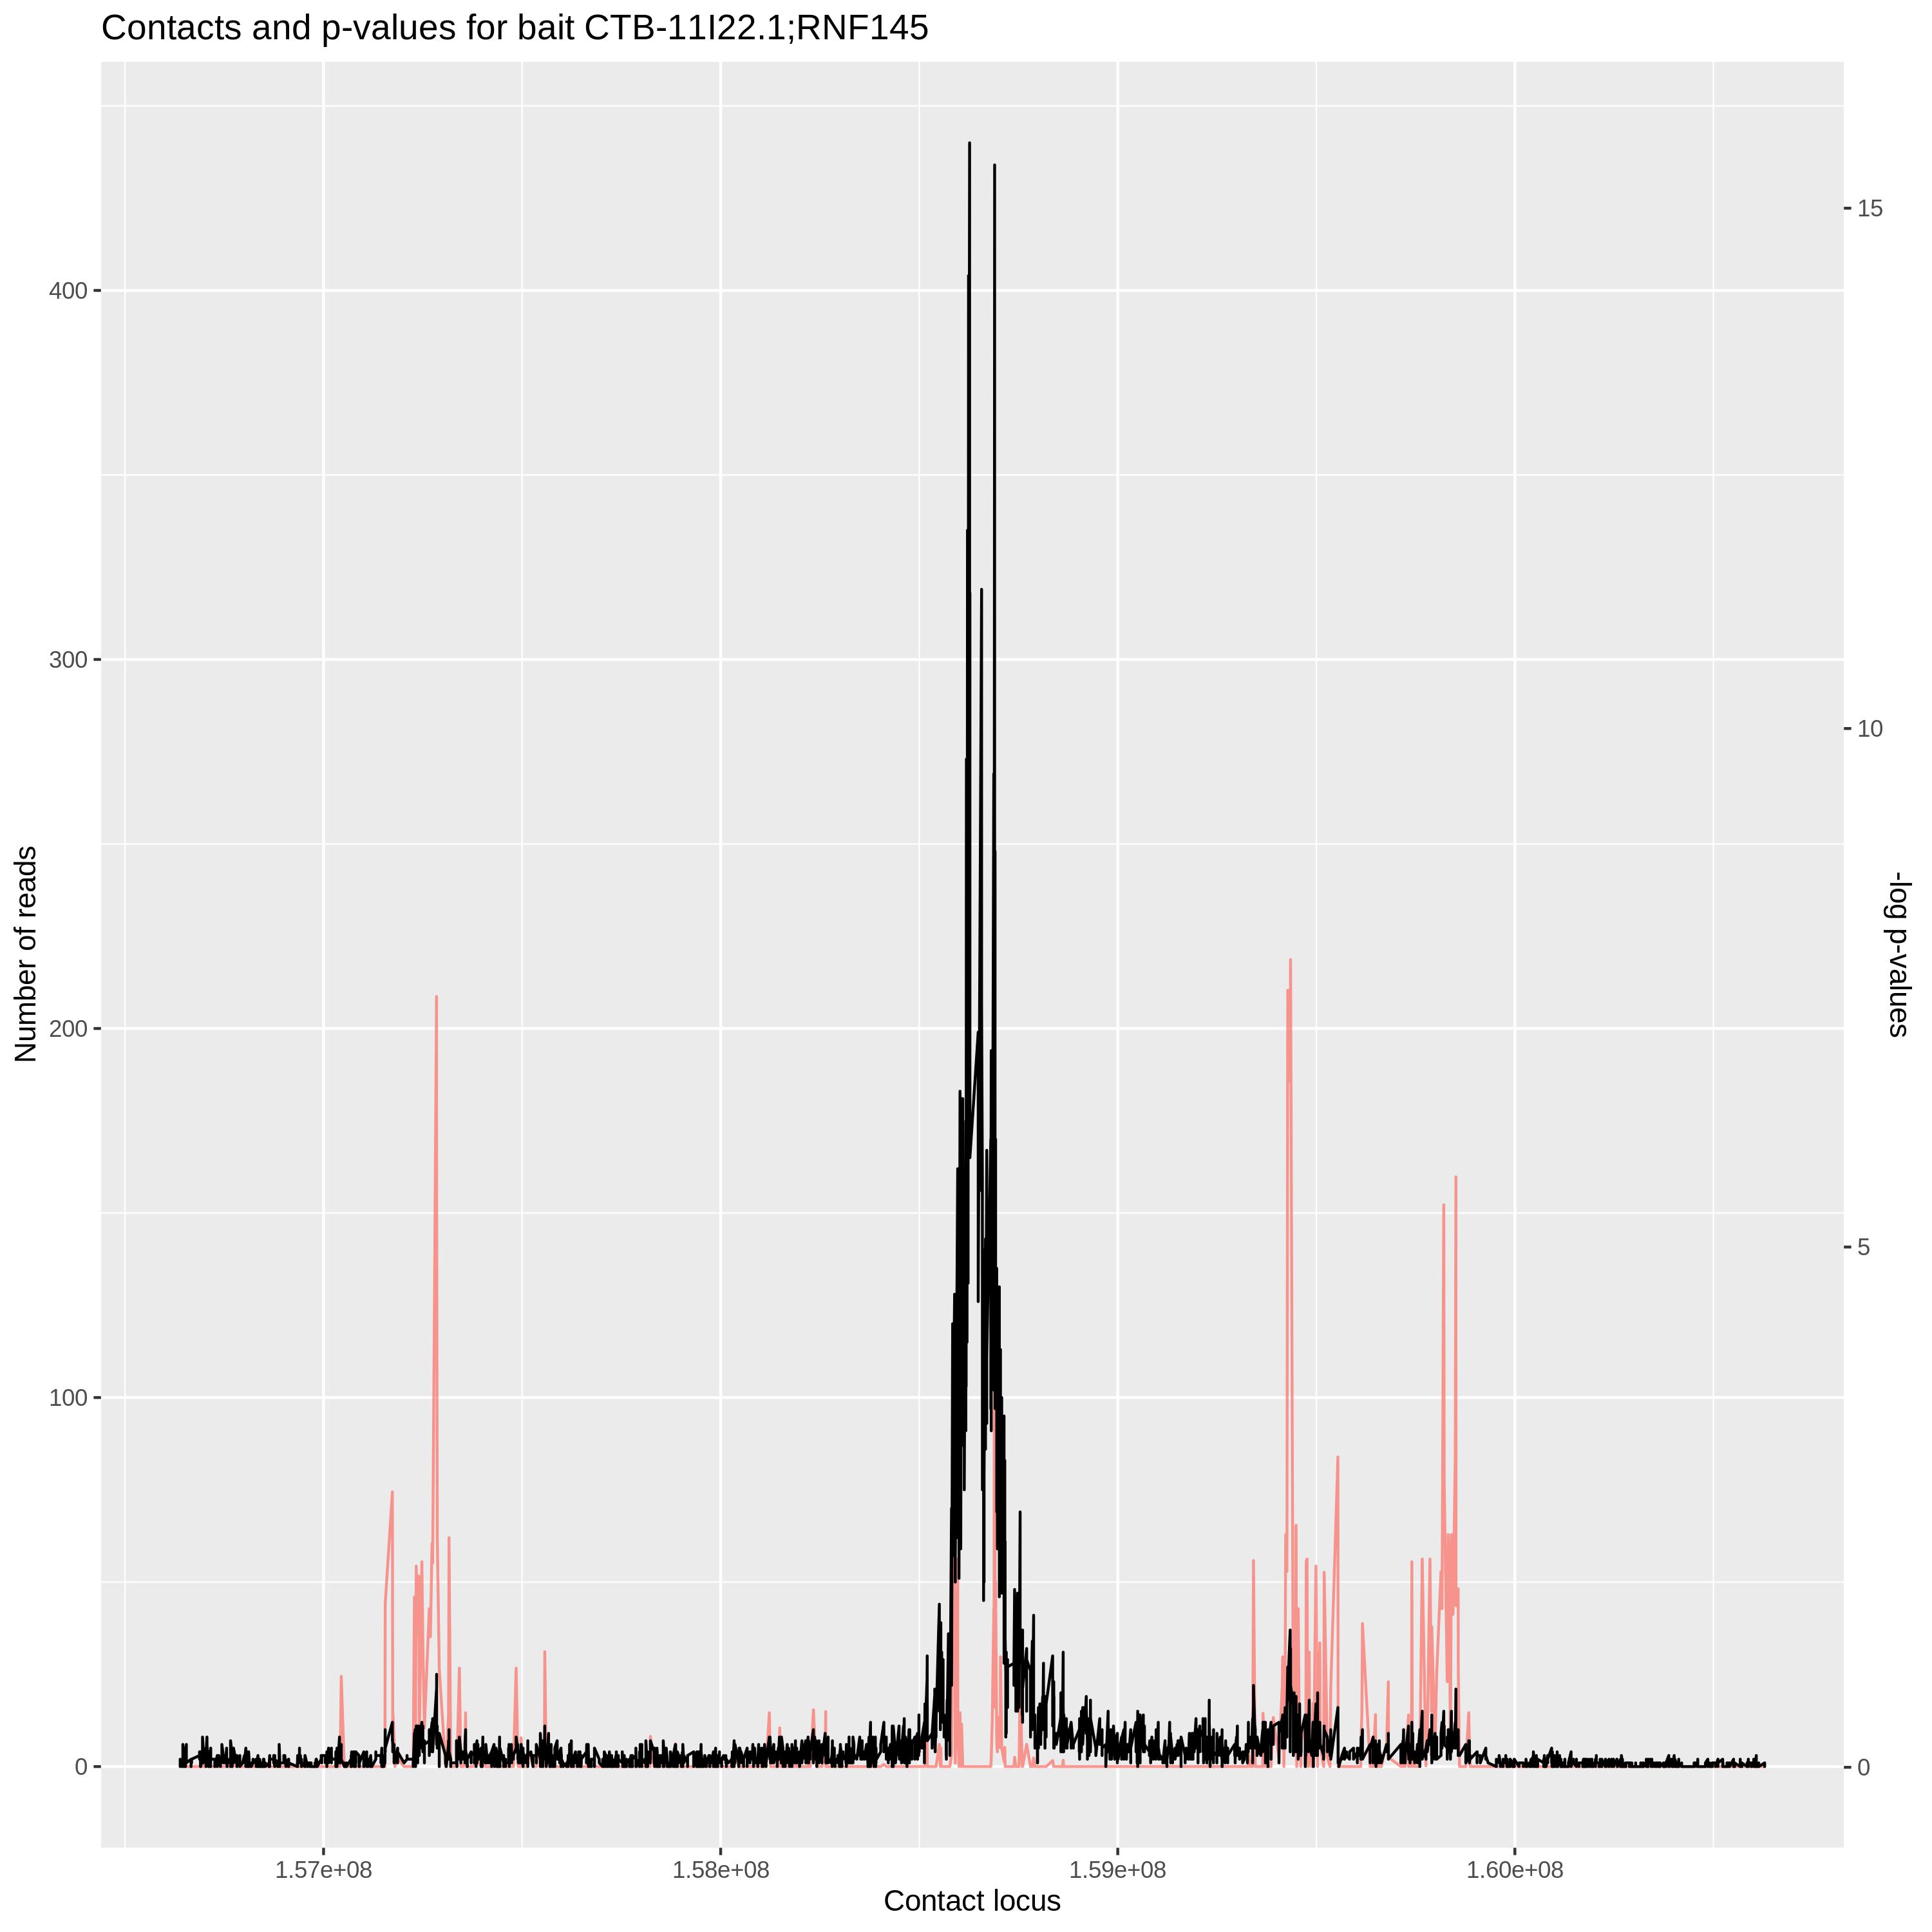 Contacts and p-values for bait CTB-11I22.1;RNF145
Number of reads
400
300
200
100
0
15
10
5
0
-log p-values
1.57e+08
1.58e+08
1.59e+08
1.60e+08
Contact locus